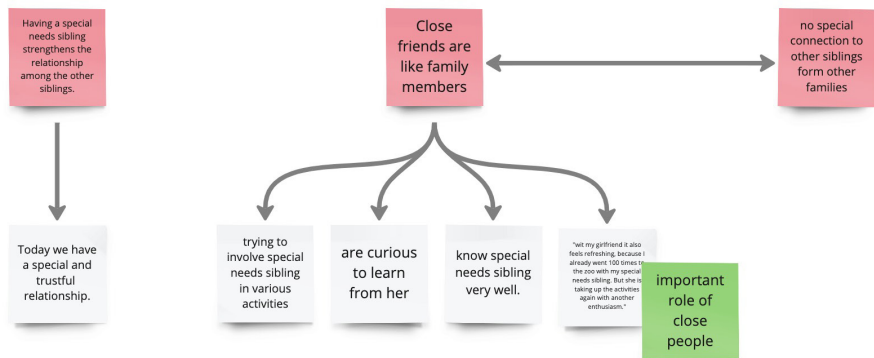 Having a special
needs sibling
strengthens the
relationship
among the other
siblings.
Close
friends are
like family
members
no special
connection to
other siblings
form other
families
Today we have
a special and
trustful
relationship.
trying to
involve special
needs sibling
in various
activities
are curious
to learn
from her
know special
needs sibling
very well.
"wit my girlfriend it also
feels refreshing, because I
already went 100 times to
the zoo with my special
needs sibling. But she is
taking up the activities
again with another
enthusiasm."
important
role of
close
people